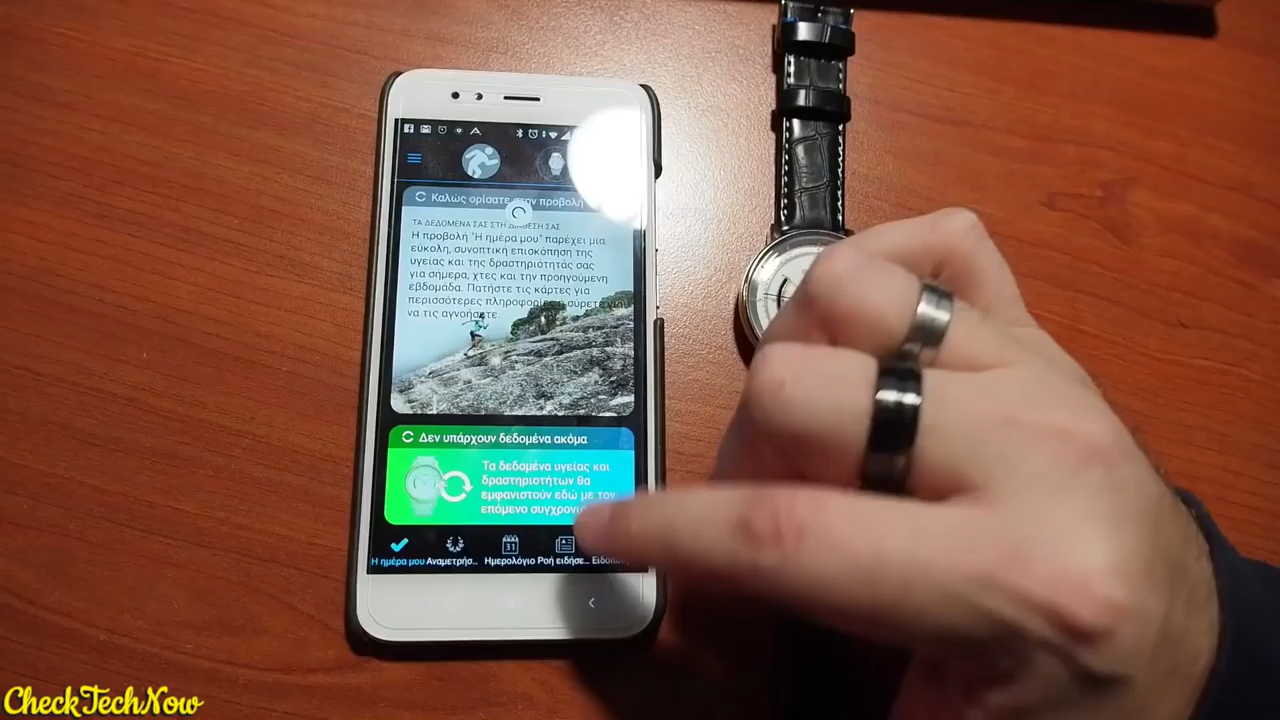 Καλώς ορίσατε στην προβολή
ΤΑ ΔΕΔΟΜΕΝΑ ΣΑΣ ΣΤΗ ΔΙΑΘΕΣΗ ΣΑΣ
Η προβολή "Η ημέρα μου" παρέχει μια
εύκολη, συνοπτική επισκόπηση της
υγείας και της δραστηριότητάς σας
για σήμερα, χτες και την προηγούμενη
εβδομάδα. Πατήστε τις κάρτες για
περισσότερες πληροφορίες ή σύρετε για
να τις αγνοήσετε.
Δεν υπάρχουν δεδομένα ακόμα
Τα δεδομένα υγείας και
δραστηριοτήτων θα
εμφανιστούν εδώ με τον
επόμενο
31
Η ημέρα μου Αναμετρήσ... Ημερολόγιο Ροή ειδήσε...
CheckTechNow